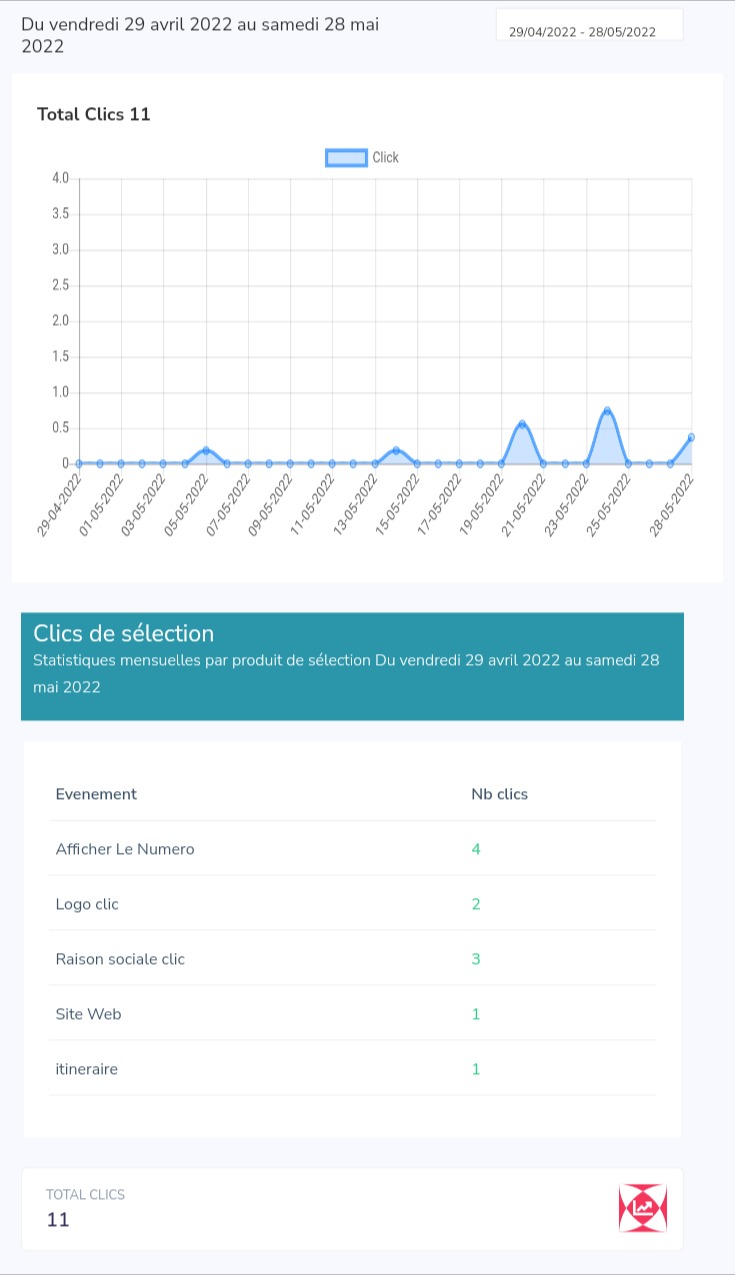 Du vendredi 29 avril 2022 au samedi 28 mai
2022
29/04/2022 - 28/05/2022
Total Clics 11
Click
4.0
3.5
3.0
2.5
2.0
1.5
1.0
0.5
0
29-04-2022
01-05-2022
03-05-2022
05-05-2022
07-05-2022
09-05-2022
11-05-2022
13-05-2022
15-05-2022
17-05-2022
19-05-2022
21-05-2022
23-05-2022
25-05-2022
28-05-2022
Clics de sélection
Statistiques mensuelles par produit de sélection Du vendredi 29 avril 2022 au samedi 28
mai 2022
Evenement Nb clics
Afficher Le Numero 4
Logo clic 2
Raison sociale clic 3
Site Web 1
itineraire 1
TOTAL CLICS
11